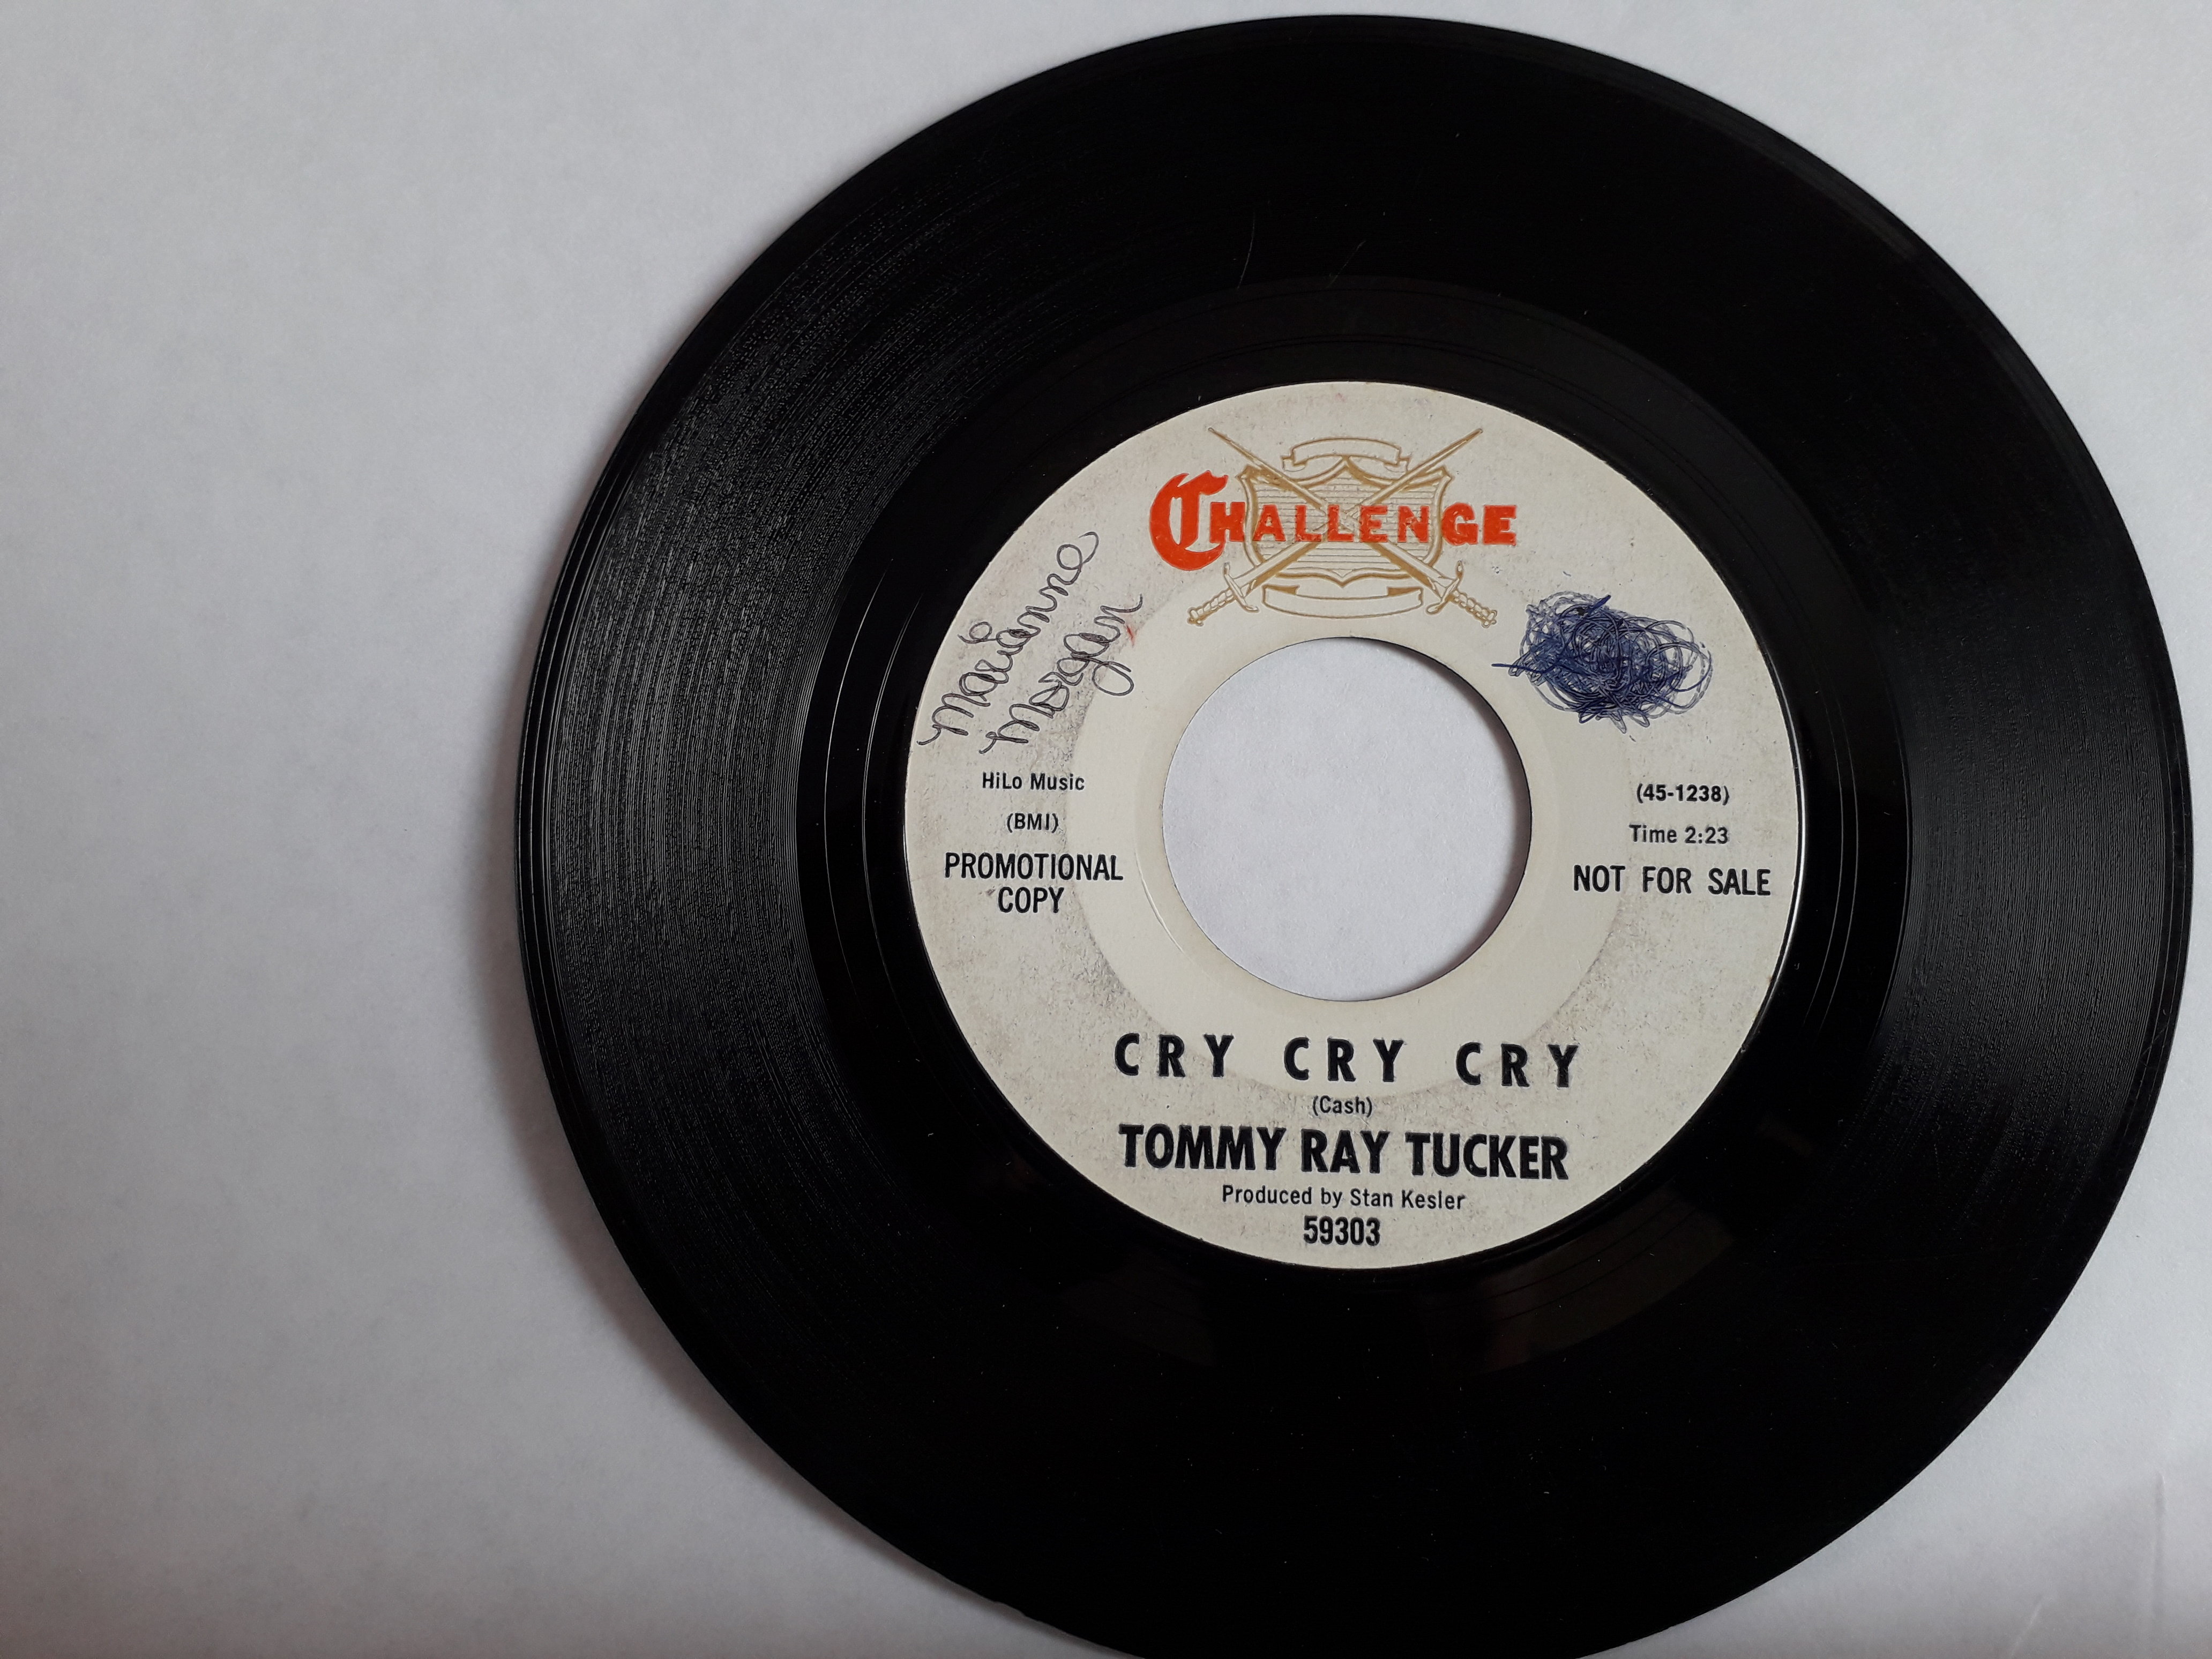 CHALLENGE
Marjanne
Morgan
HiLo Music
(BMI)
PROMOTIONAL
COPY
(45-1238)
Time 2:23
NOT FOR SALE
CRY CRY CRY
(Cash)
TOMMY RAY TUCKER
Produced by Stan Kesler
59303